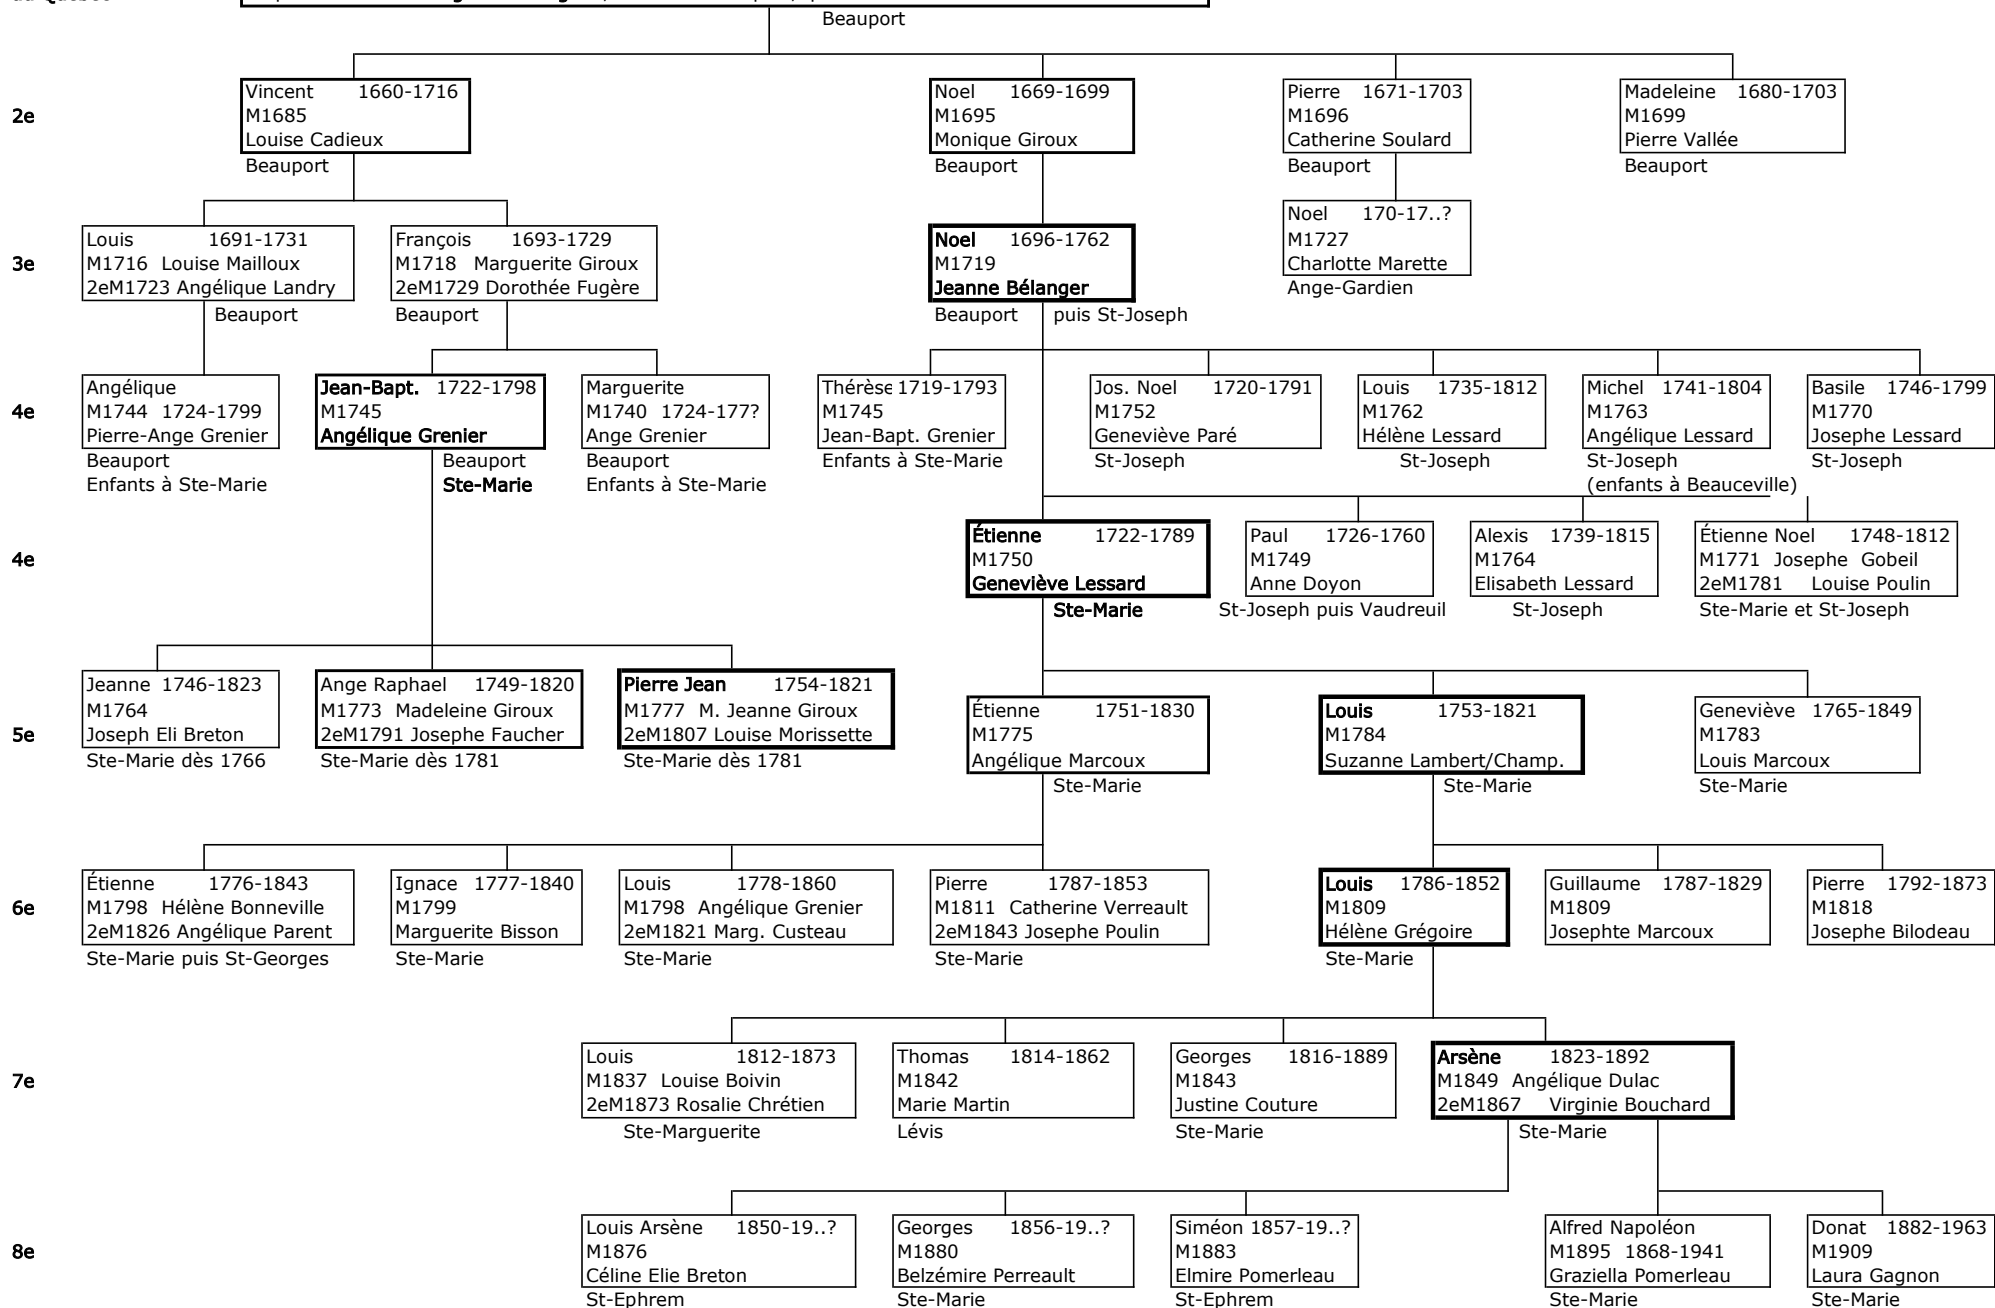 Beauport
2e
Vincent 1660-1716
M1685
Louise Cadieux
Beauport
Noel 1669-1699
M1695
Monique Giroux
Beauport
Pierre 1671-1703
M1696
Catherine Soulard
Beauport
Madeleine 1680-1703
M1699
Pierre Vallée
Beauport
3e
Louis 1691-1731
M1716 Louise Mailloux
2eM1723 Angélique Landry
Beauport
François 1693-1729
M1718 Marguerite Giroux
2eM1729 Dorothée Fugère
Beauport
Noel 1696-1762
M1719
Jeanne Bélanger
Beauport puis St-Joseph
Noel 170-17..?
M1727
Charlotte Marette
Ange-Gardien
4e
Angélique
M1744 1724-1799
Pierre-Ange Grenier
Beauport
Enfants à Ste-Marie
Jean-Bapt. 1722-1798
M1745
Angélique Grenier
Beauport
Ste-Marie
Marguerite
M1740 1724-177?
Ange Grenier
Beauport
Enfants à Ste-Marie
Thérèse 1719-1793
M1745
Jean-Bapt. Grenier
Enfants à Ste-Marie
Jos. Noel 1720-1791
M1752
Geneviève Paré
St-Joseph
Louis 1735-1812
M1762
Hélène Lessard
St-Joseph
Michel 1741-1804
M1763
Angélique Lessard
St-Joseph
(enfants à Beauceville)
Basile 1746-1799
M1770
Josephe Lessard
St-Joseph
4e
Étienne 1722-1789
M1750
Geneviève Lessard
Ste-Marie
Paul 1726-1760
M1749
Anne Doyon
St-Joseph puis Vaudreuil
Alexis 1739-1815
M1764
Elisabeth Lessard
St-Joseph
Étienne Noel 1748-1812
M1771 Josephe Gobeil
2eM1781 Louise Poulin
Ste-Marie et St-Joseph
5e
Jeanne 1746-1823
M1764
Joseph Eli Breton
Ste-Marie dès 1766
Ange Raphael 1749-1820
M1773 Madeleine Giroux
2eM1791 Josephe Faucher
Ste-Marie dès 1781
Pierre Jean 1754-1821
M1777 M. Jeanne Giroux
2eM1807 Louise Morissette
Ste-Marie dès 1781
Étienne 1751-1830
M1775
Angélique Marcoux
Ste-Marie
Louis 1753-1821
M1784
Suzanne Lambert/Champ.
Ste-Marie
Geneviève 1765-1849
M1783
Louis Marcoux
Ste-Marie
6e
Étienne 1776-1843
M1798 Hélène Bonneville
2eM1826 Angélique Parent
Ste-Marie puis St-Georges
Ignace 1777-1840
M1799
Marguerite Bisson
Ste-Marie
Louis 1778-1860
M1798 Angélique Grenier
2eM1821 Marg. Custeau
Ste-Marie
Pierre 1787-1853
M1811 Catherine Verreault
2eM1843 Josephe Poulin
Ste-Marie
Louis 1786-1852
M1809
Hélène Grégoire
Ste-Marie
Guillaume 1787-1829
M1809
Josephte Marcoux
Pierre 1792-1873
M1818
Josephe Bilodeau
7e
Louis 1812-1873
M1837 Louise Boivin
2eM1873 Rosalie Chrétien
Ste-Marguerite
Thomas 1814-1862
M1842
Marie Martin
Lévis
Georges 1816-1889
M1843
Justine Couture
Ste-Marie
Arsène 1823-1892
M1849 Angélique Dulac
2eM1867 Virginie Bouchard
Ste-Marie
8e
Louis Arsène 1850-19..?
M1876
Céline Elie Breton
St-Ephrem
Georges 1856-19..?
M1880
Belzémire Perreault
Ste-Marie
Siméon 1857-19..?
M1883
Elmire Pomerleau
St-Ephrem
Alfred Napoléon
M1895 1868-1941
Graziella Pomerleau
Ste-Marie
Donat 1882-1963
M1909
Laura Gagnon
Ste-Marie